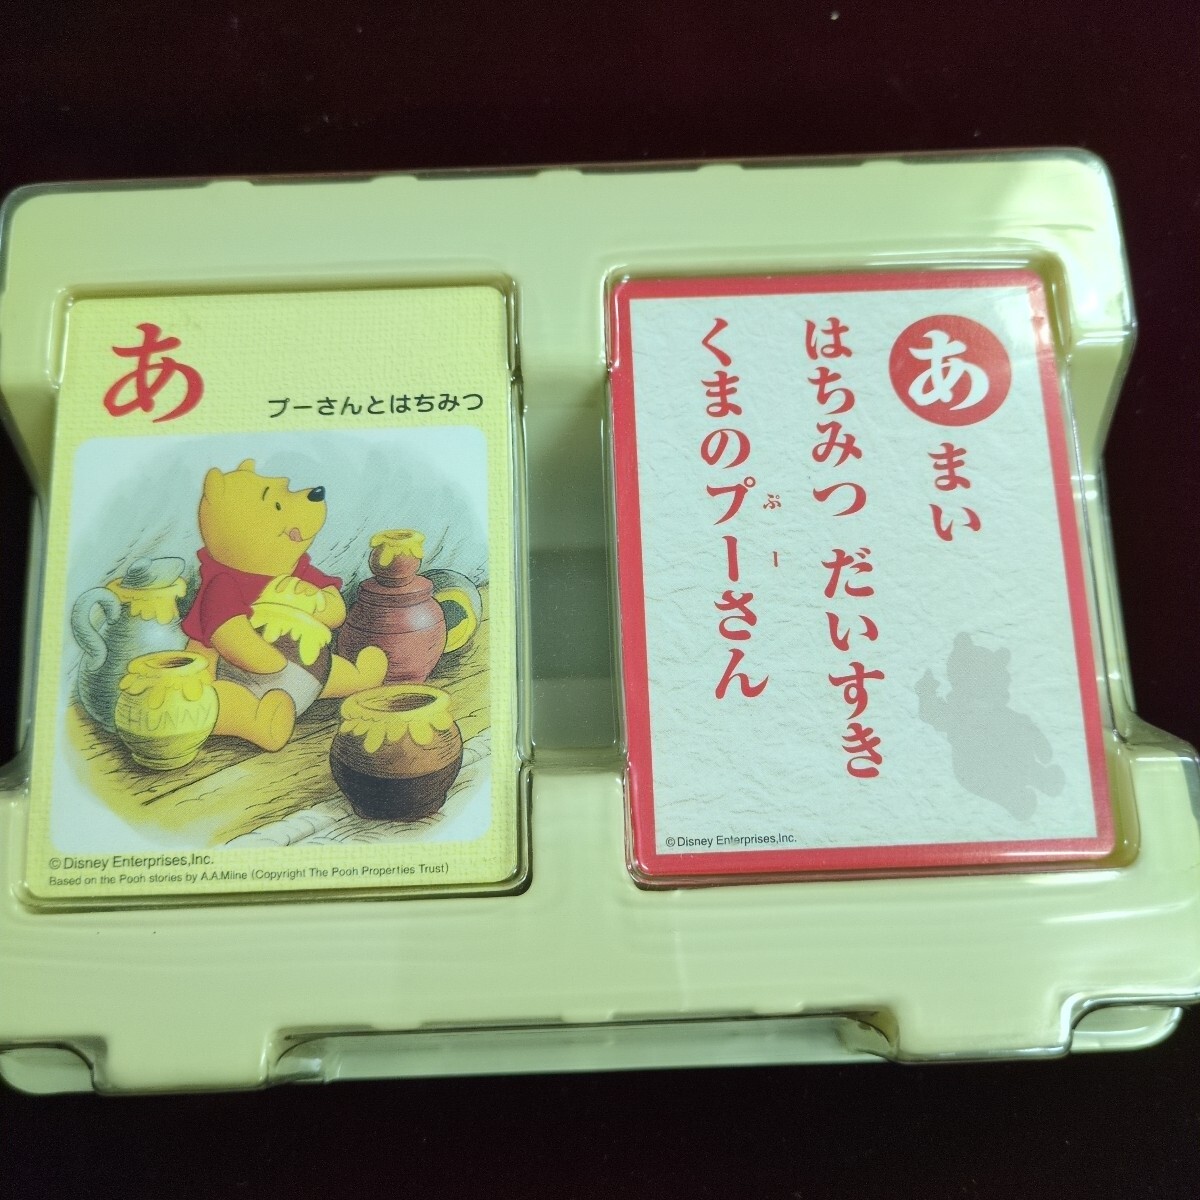 あ
プーさんとはちみつ
HUNNY
©Disney Enterprises,Inc.
Based on the Pooh stories by A.A.Milne (Copyright The Pooh Properties Trust)
あまい
はちみつ だいすき
くまのプーさん
ぷー
©Disney Enterprises,Inc.